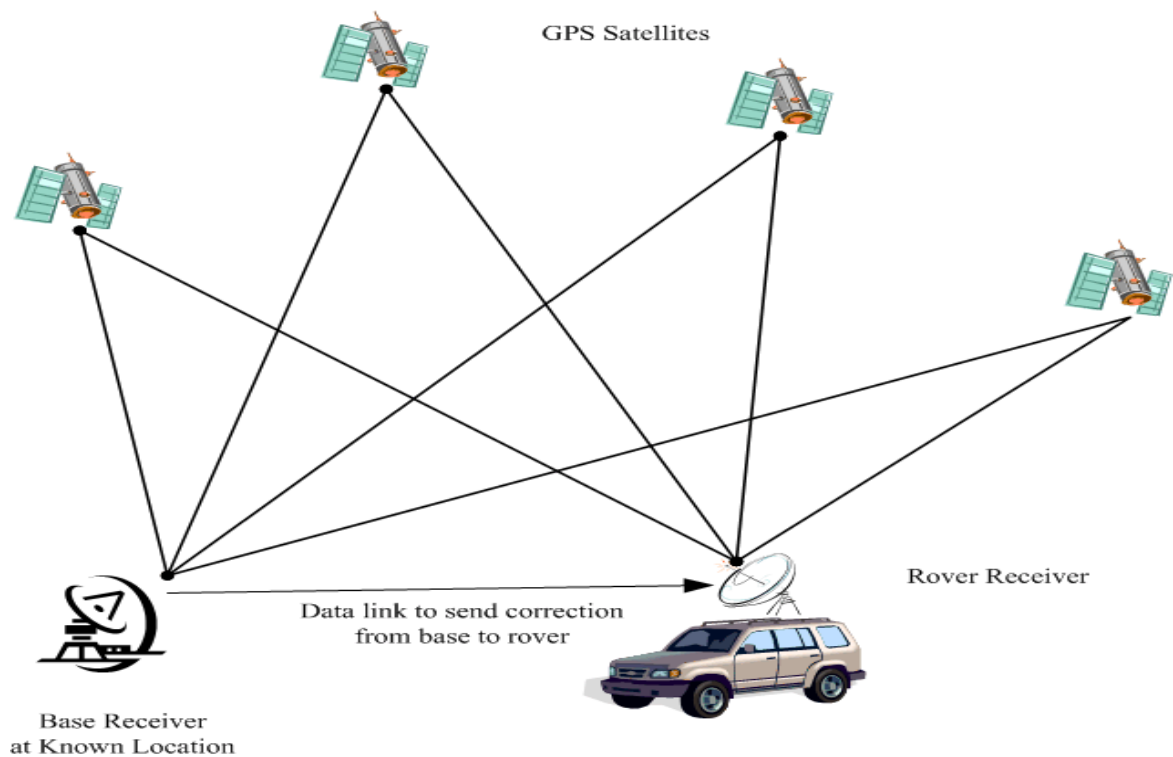 GPS Satellites
Rover Receiver
Data link to send correction
from base to rover
Base Receiver
at Known Location